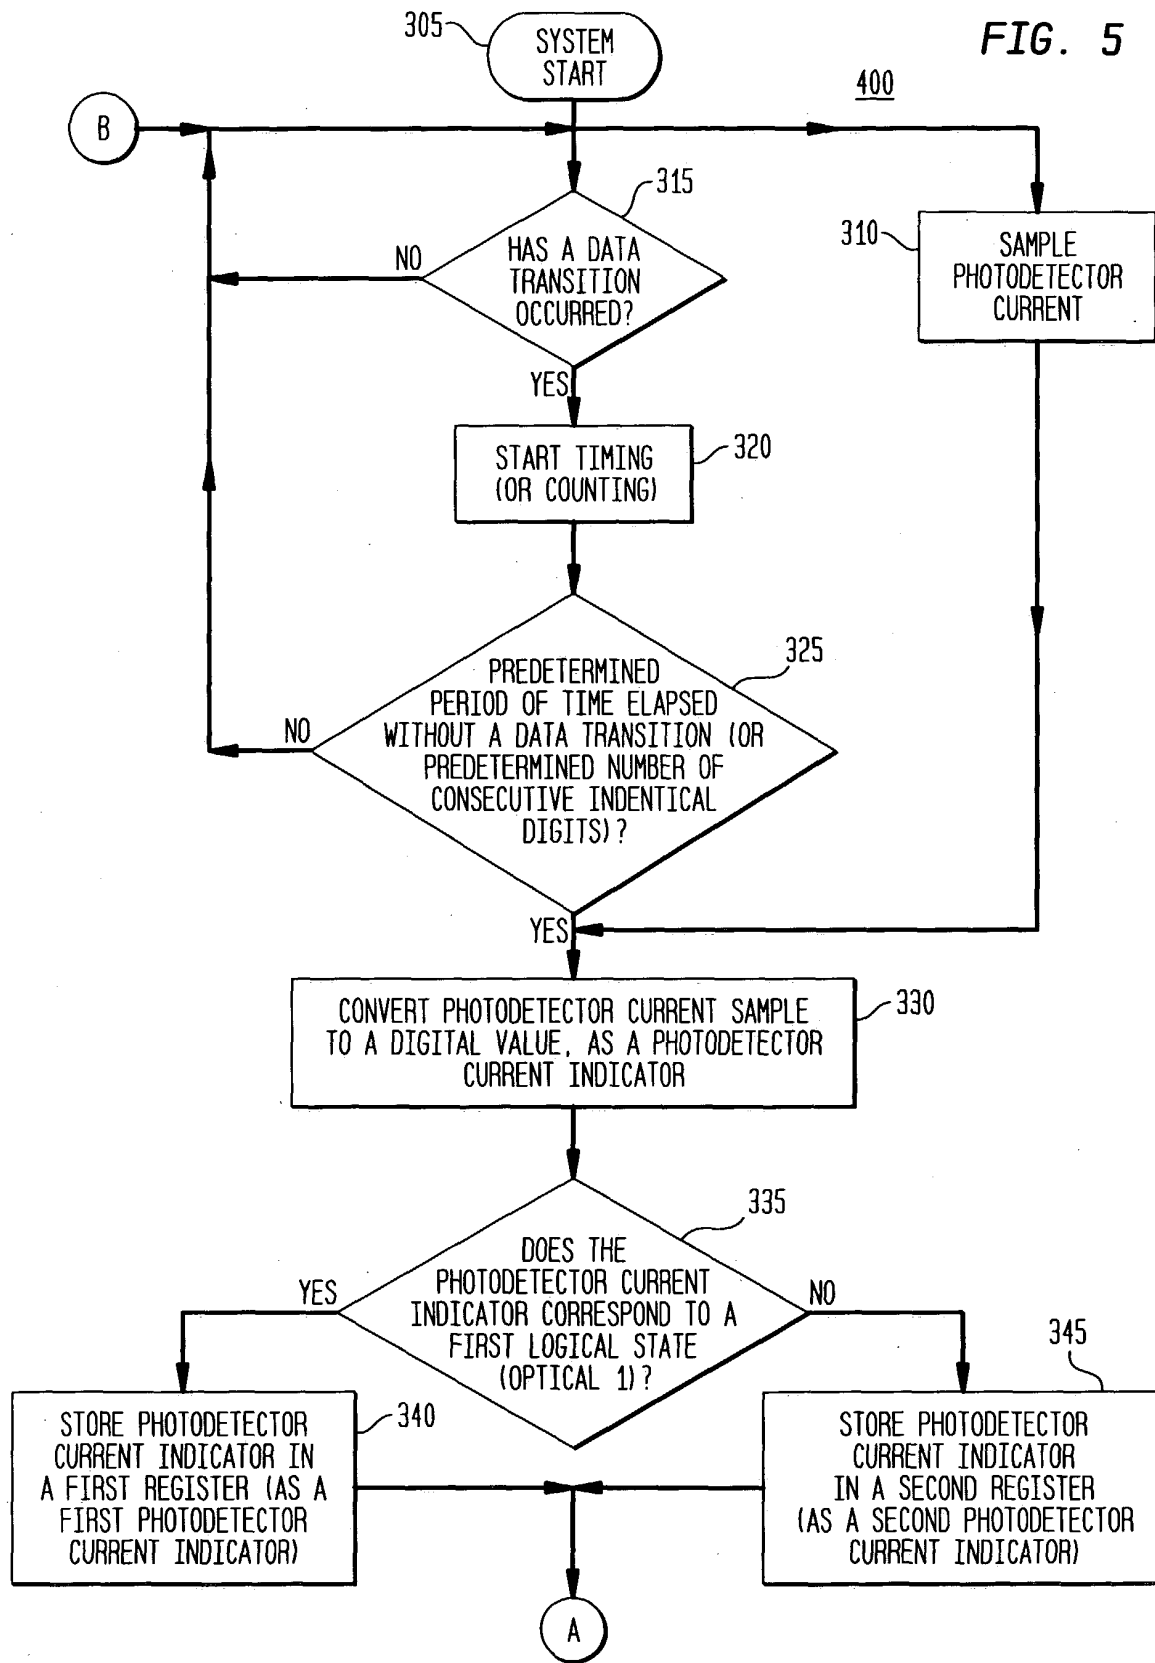 FIG. 5
305
SYSTEM
START
400
B
315
HAS A DATA
TRANSITION
OCCURRED?
NO
YES
310
SAMPLE
PHOTODETECTOR
CURRENT
320
START TIMING
(OR COUNTING)
325
PREDETERMINED
PERIOD OF TIME ELAPSED
WITHOUT A DATA TRANSITION (OR
PREDETERMINED NUMBER OF
CONSECUTIVE INDENTICAL
DIGITS)?
NO
YES
330
CONVERT PHOTODETECTOR CURRENT SAMPLE
TO A DIGITAL VALUE, AS A PHOTODETECTOR
CURRENT INDICATOR
335
DOES THE
PHOTODETECTOR CURRENT
INDICATOR CORRESPOND TO A
FIRST LOGICAL STATE
(OPTICAL 1)?
YES
NO
340
STORE PHOTODETECTOR
CURRENT INDICATOR IN
A FIRST REGISTER (AS A
FIRST PHOTODETECTOR
CURRENT INDICATOR)
345
STORE PHOTODETECTOR
CURRENT INDICATOR
IN A SECOND REGISTER
(AS A SECOND PHOTODETECTOR
CURRENT INDICATOR)
A